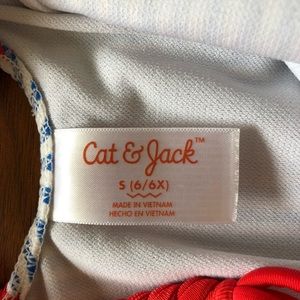 Cat & Jack™
S (6/6X)
MADE IN VIETNAM
HECHO EN VIETNAM